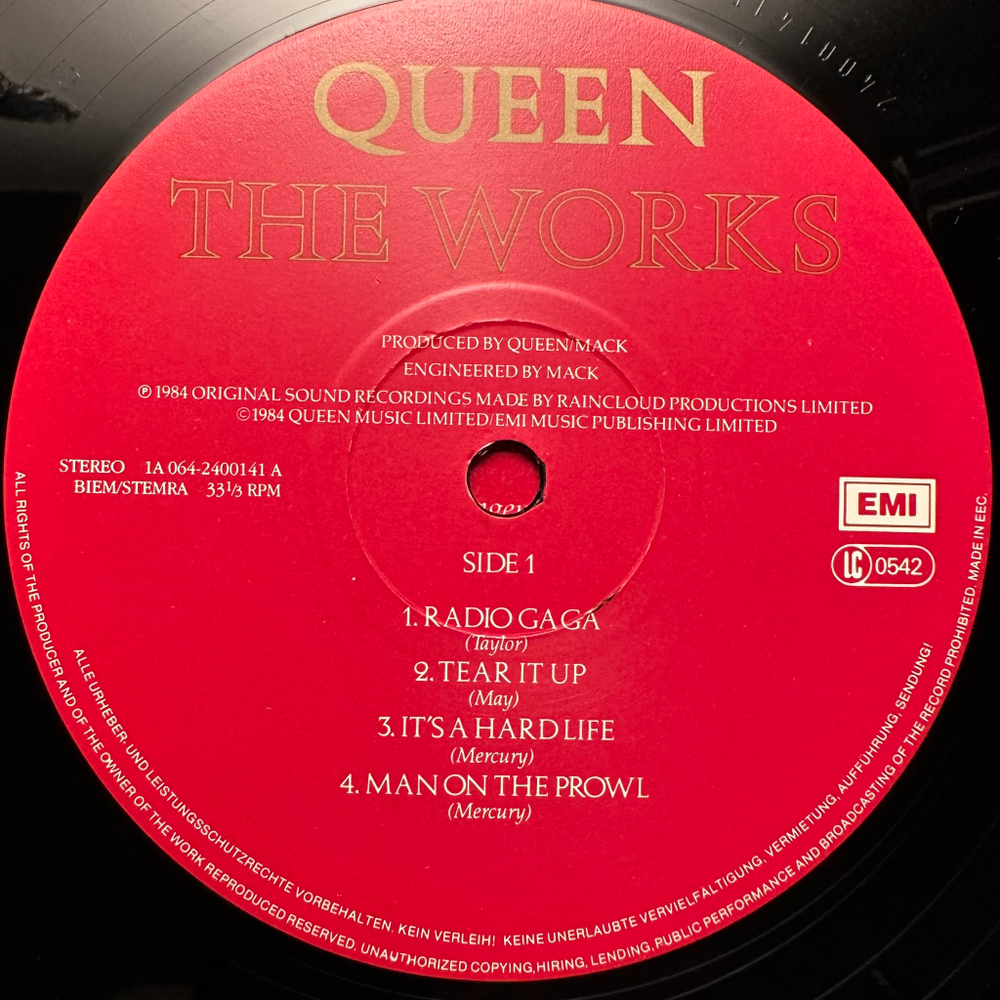 QUEEN
THE WORKS
PRODUCED BY QUEEN/MACK
ENGINEERED BY MACK
℗ 1984 ORIGINAL SOUND RECORDINGS MADE BY RAINCLOUD PRODUCTIONS LIMITED
©1984 QUEEN MUSIC LIMITED/EMI MUSIC PUBLISHING LIMITED
STEREO 1A 064-2400141 A
BIEM/STEMRA 33⅓ RPM
EMI
LC 0542
SIDE 1
1. RADIO GA GA
(Taylor)
2. TEAR IT UP
(May)
3. IT'S A HARD LIFE
(Mercury)
4. MAN ON THE PROWL
(Mercury)
ALLE URHEBER- UND LEISTUNGSSCHUTZRECHTE VORBEHALTEN. KEIN VERLEIH! KEINE UNERLAUBTE VERVIELFÄLTIGUNG, VERMIETUNG, AUFFÜHRUNG, SENDUNG!
ALL RIGHTS OF THE PRODUCER AND OF THE OWNER OF THE WORK REPRODUCED RESERVED. UNAUTHORIZED COPYING, HIRING, LENDING, PUBLIC PERFORMANCE AND BROADCASTING OF THE RECORD PROHIBITED. MADE IN EEC.